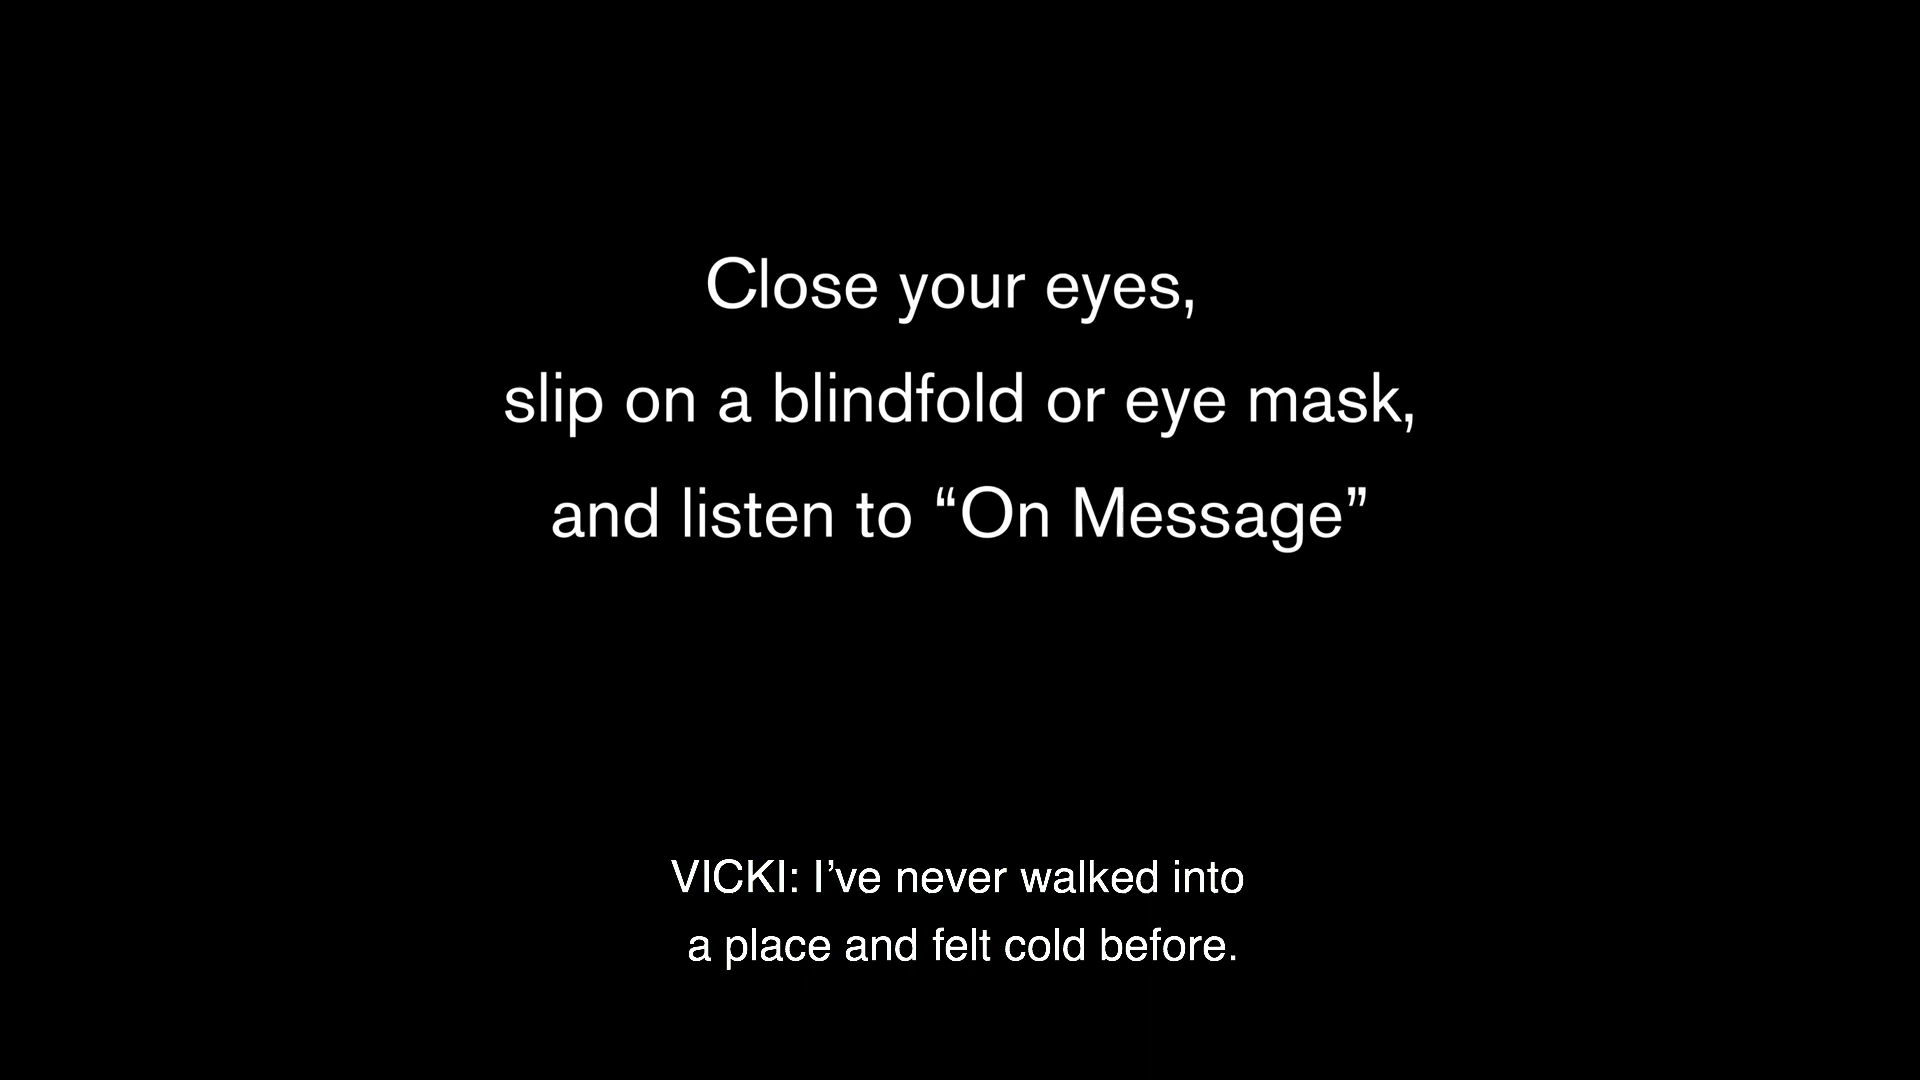 Close your eyes,
slip on a blindfold or eye mask,
and listen to “On Message”
VICKI: I’ve never walked into
a place and felt cold before.